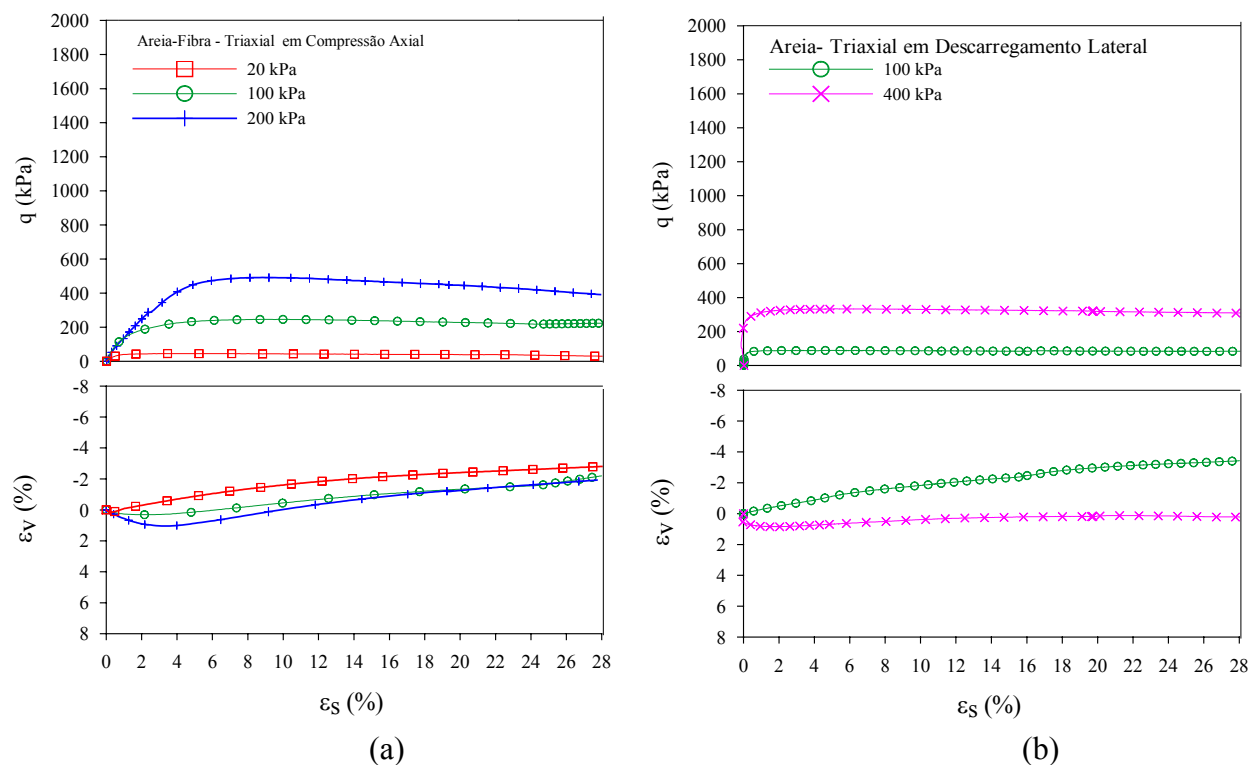 Areia-Fibra - Triaxial em Compressão Axial
20 kPa
100 kPa
200 kPa
2000
1800
1600
1400
1200
1000
800
600
400
200
0
q (kPa)
-8
-6
-4
-2
0
2
4
6
8
εv (%)
0 2 4 6 8 10 12 14 16 18 20 22 24 26 28
εs (%)
(a)
Areia- Triaxial em Descarregamento Lateral
100 kPa
400 kPa
2000
1800
1600
1400
1200
1000
800
600
400
200
0
q (kPa)
-8
-6
-4
-2
0
2
4
6
8
εv (%)
0 2 4 6 8 10 12 14 16 18 20 22 24 26 28
εs (%)
(b)